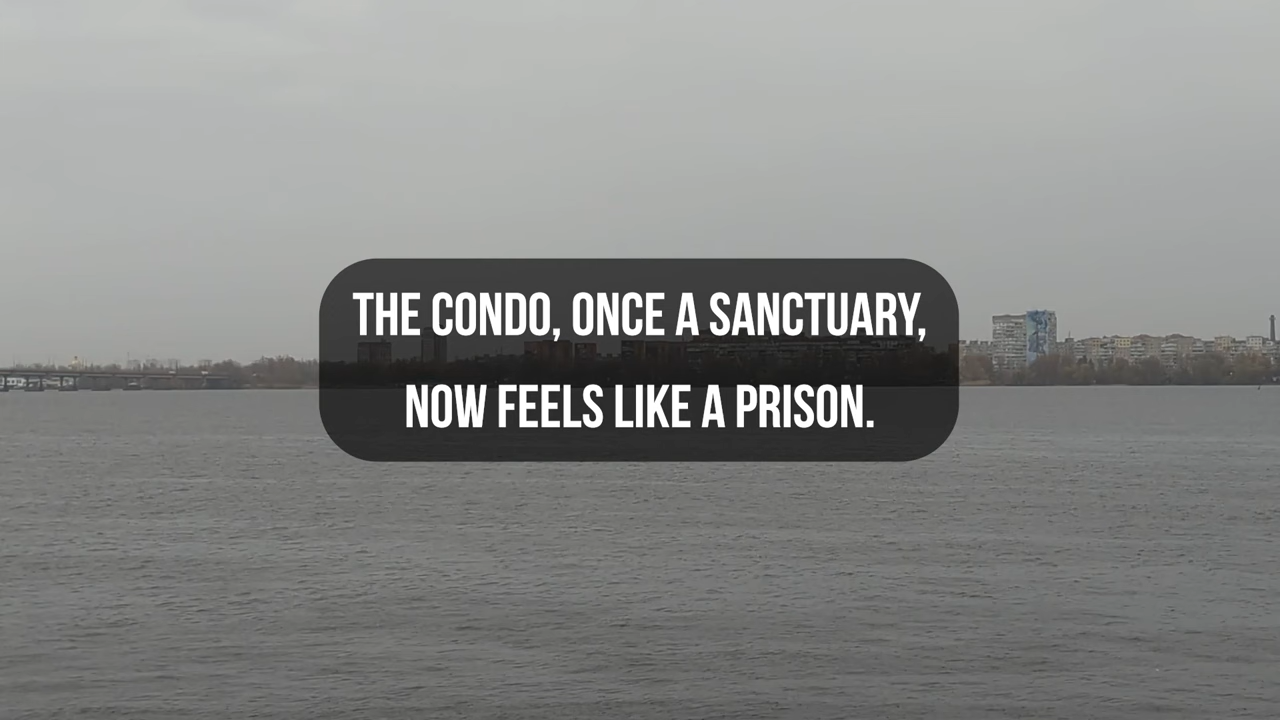 THE CONDO, ONCE A SANCTUARY,
NOW FEELS LIKE A PRISON.